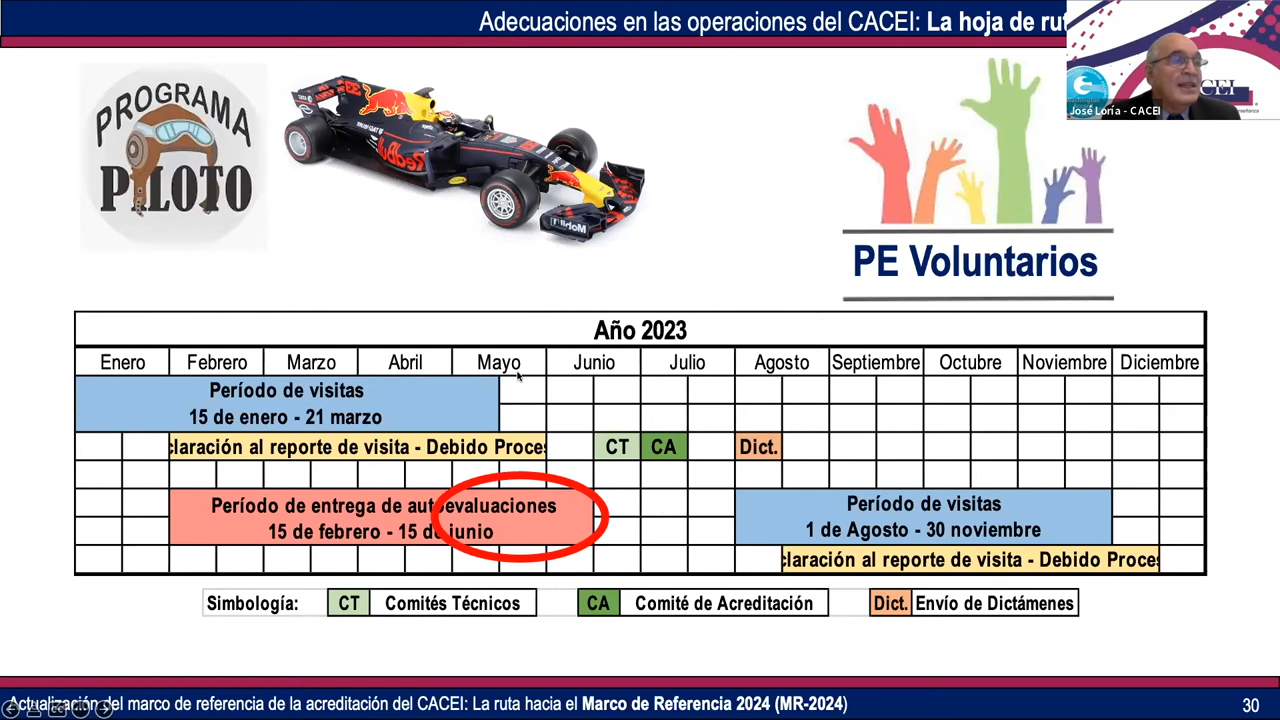 Adecuaciones en las operaciones del CACEI: La hoja de rut
José Loría - CACEI
CEI
PROGRAMA
PILOTO
RedBull
Mobil
PE Voluntarios
Año 2023
Enero Febrero Marzo Abril Mayo Junio Julio Agosto Septiembre Octubre Noviembre Diciembre
Período de visitas
15 de enero - 21 marzo
claración al reporte de visita - Debido Proces CT CA Dict.
Período de entrega de autoevaluaciones
15 de febrero - 15 de junio
Período de visitas
1 de Agosto - 30 noviembre
claración al reporte de visita - Debido Proces
Simbología: CT Comités Técnicos CA Comité de Acreditación Dict. Envío de Dictámenes
Actualización del marco de referencia de la acreditación del CACEI: La ruta hacia el Marco de Referencia 2024 (MR-2024)
30